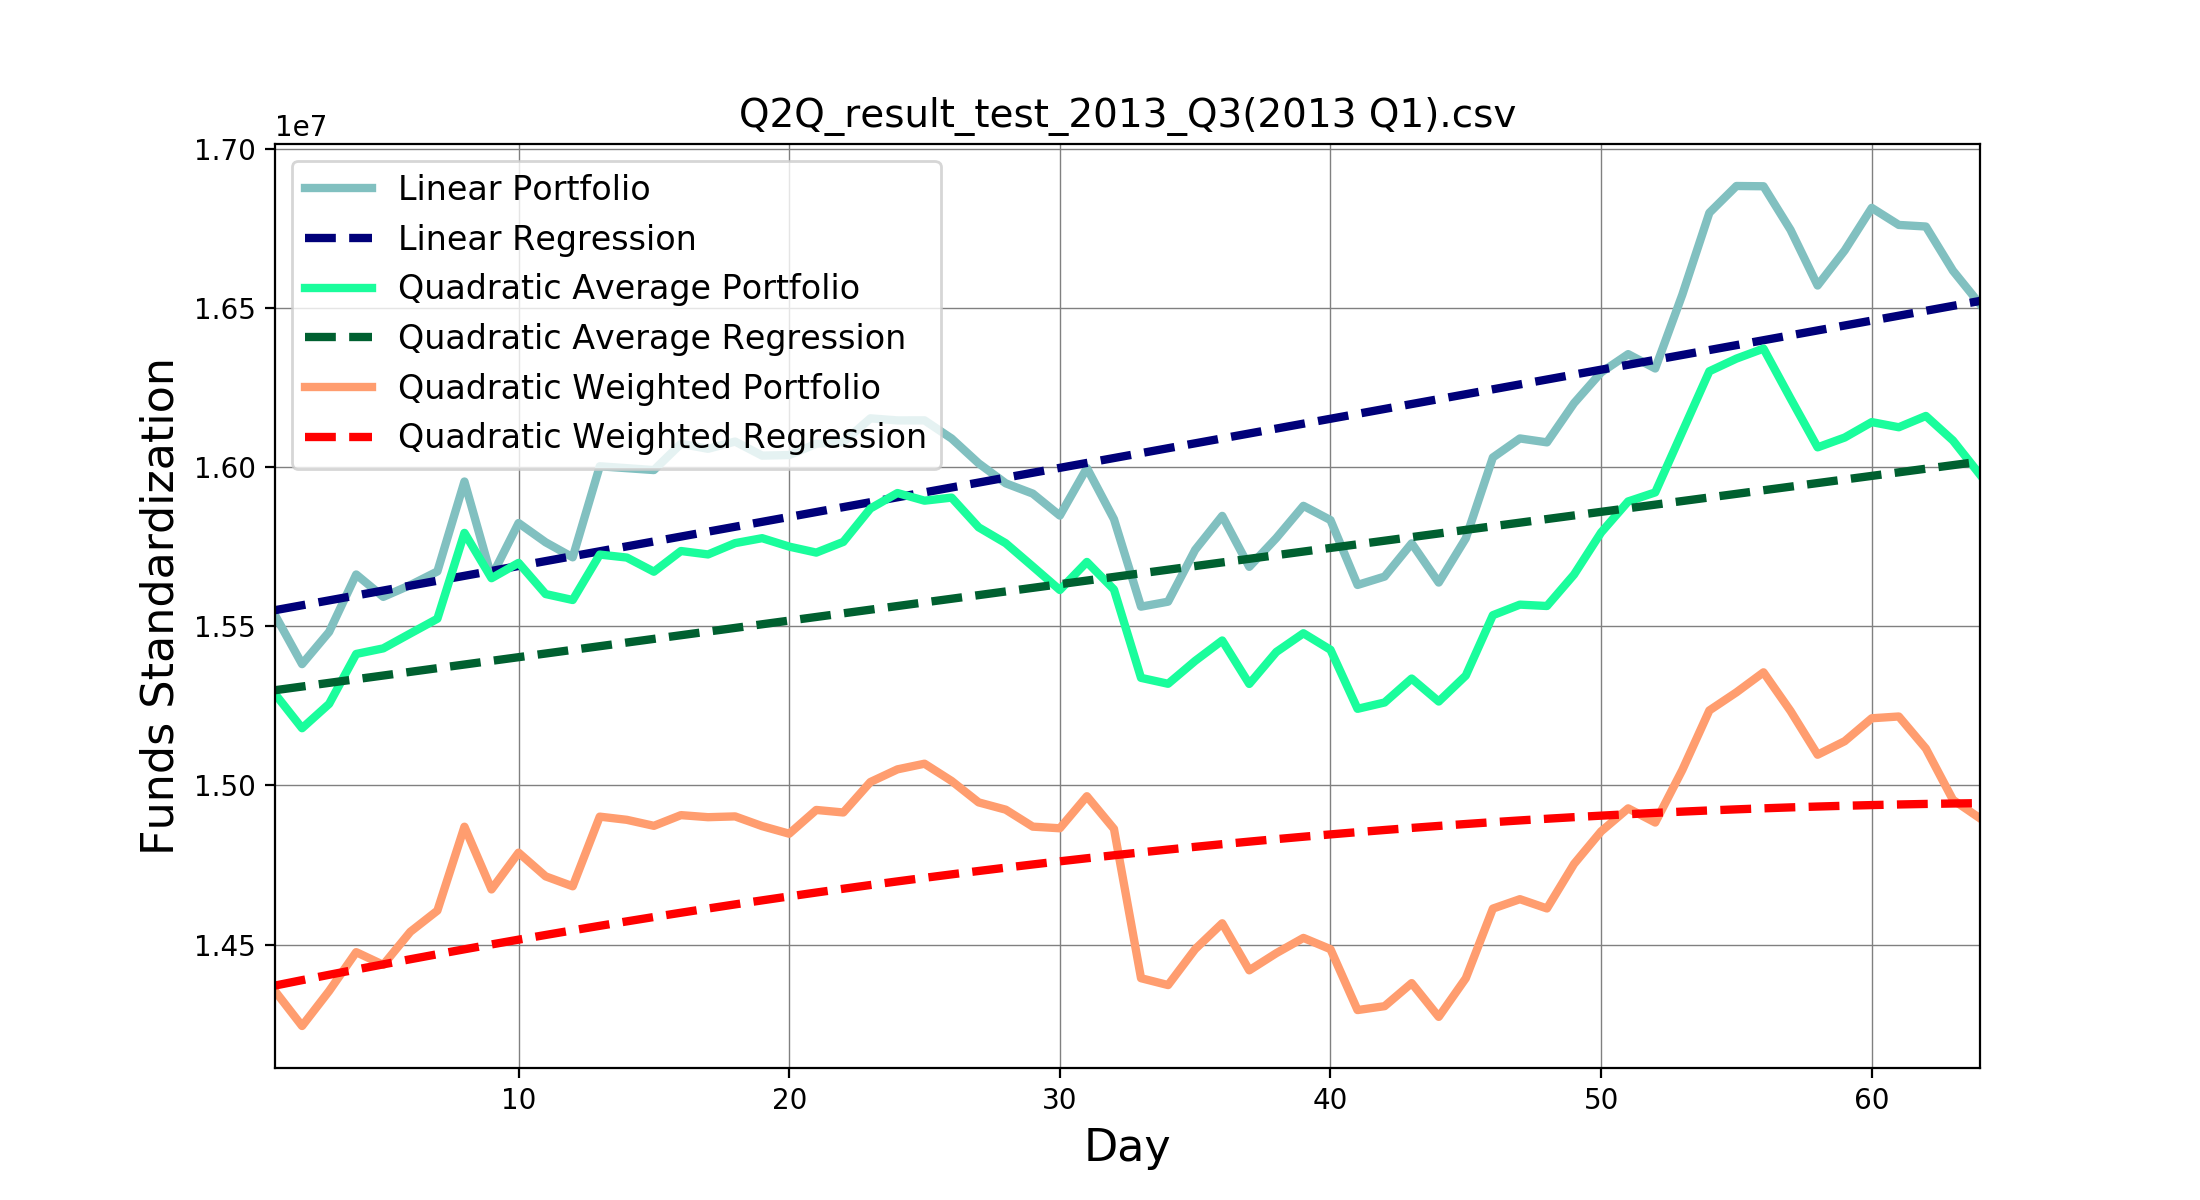 Q2Q_result_test_2013_Q3(2013 Q1).csv
1e7
1.70
1.65
1.60
1.55
1.50
1.45
Funds Standardization
Linear Portfolio
Linear Regression
Quadratic Average Portfolio
Quadratic Average Regression
Quadratic Weighted Portfolio
Quadratic Weighted Regression
10 20 30 40 50 60
Day